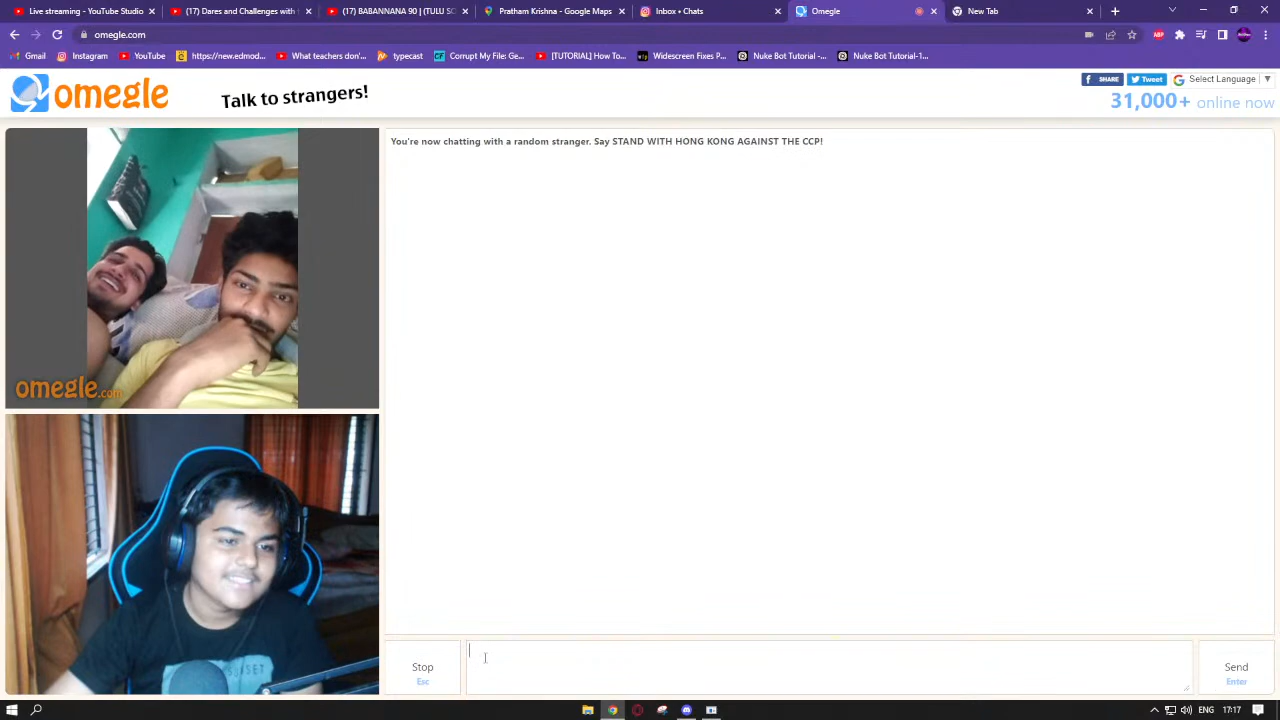 Live streaming - YouTube Studio
(17) Dares Challenges with
(17) BABANNANA 90 | (TULU SC
Pratham Krishna - Google Maps
Instagram • Chats
Omegle
New Tab
omegle.com
Gmail
Instagram
YouTube
https://new.edmod...
What teachers don'...
typecast
Corrupt My File: Ge...
[TUTORIAL] How To...
Widescreen Fixes P...
Nuke Bot Tutorial -...
Nuke Bot Tutorial-1...
omegle
Talk to strangers!
f SHARE
Tweet
G Select Language ▼
31,000+ online now
You're now chatting with a random stranger. Say STAND WITH HONG KONG AGAINST THE CCP!
omegle.com
Stop
Esc
Send
Enter
ENG
17:17